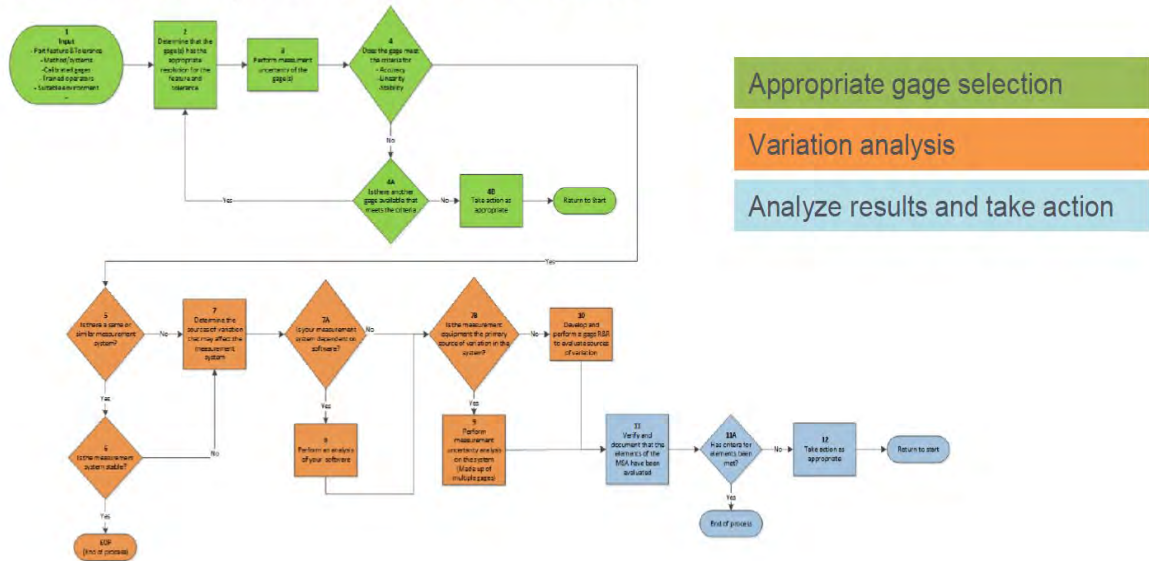 1
Input
- Part feature & Tolerance
- Method/Systems
- Calibrated gages
- Trained operators
- Suitable environment
2
Determine that the
gage(s) has the
appropriate
resolution for the
feature and
tolerance
3
Perform measurement
uncertainty of the
gage(s)
4
Does the gage meet
the criteria for
- Accuracy
- Linearity
- Stability
No
4A
Is there another
gage available that
meets the criteria
Yes
No
4B
Take action as
appropriate
Return to Start
Yes
Appropriate gage selection
Variation analysis
Analyze results and take action
5
Is there a same or
similar measurement
system?
No
Yes
6
Is the measurement
system stable?
No
Yes
EOP
(End of process)
7
Determine the
sources of variation
that may affect the
measurement
system
7A
Is your measurement
system dependent on
software?
No
Yes
8
Perform an analysis
of your software
7B
Is the measurement
equipment the primary
source of variation in the
system?
No
Yes
9
Perform
measurement
uncertainty analysis
on the system
(Made up of
multiple gages)
10
Develop and
perform a gage R&R
to evaluate sources
of variation
11
Verify and
document that the
elements of the
MSA have been
evaluated
11A
Has criteria for
elements been
met?
No
Yes
End of process
12
Take action as
appropriate
Return to start